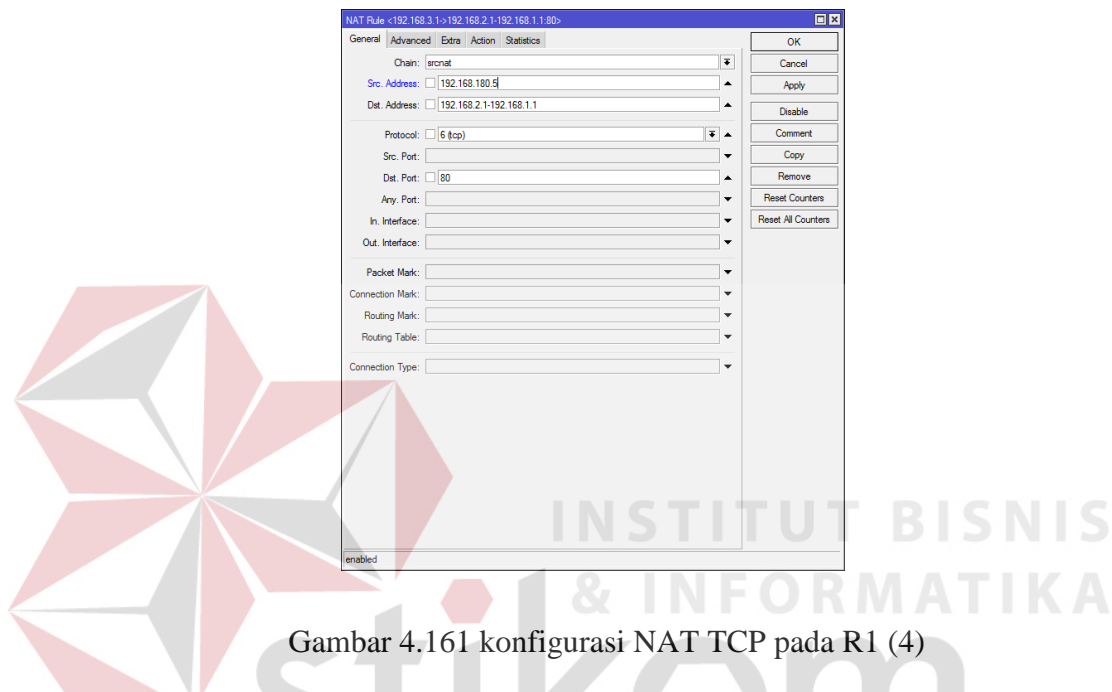 NAT Rule <192.168.3.1->192.168.2.1-192.168.1.1:80>
General Advanced Extra Action Statistics
Chain: srcnat
Src. Address: 192.168.180.5
Dst. Address: 192.168.2.1-192.168.1.1
Protocol: 6 (tcp)
Src. Port:
Dst. Port: 80
Any. Port:
In. Interface:
Out. Interface:
Packet Mark:
Connection Mark:
Routing Mark:
Routing Table:
Connection Type:
OK
Cancel
Apply
Disable
Comment
Copy
Remove
Reset Counters
Reset All Counters
enabled
INSTITUT BISNIS
& INFORMATIKA
stikom
Gambar 4.161 konfigurasi NAT TCP pada R1 (4)